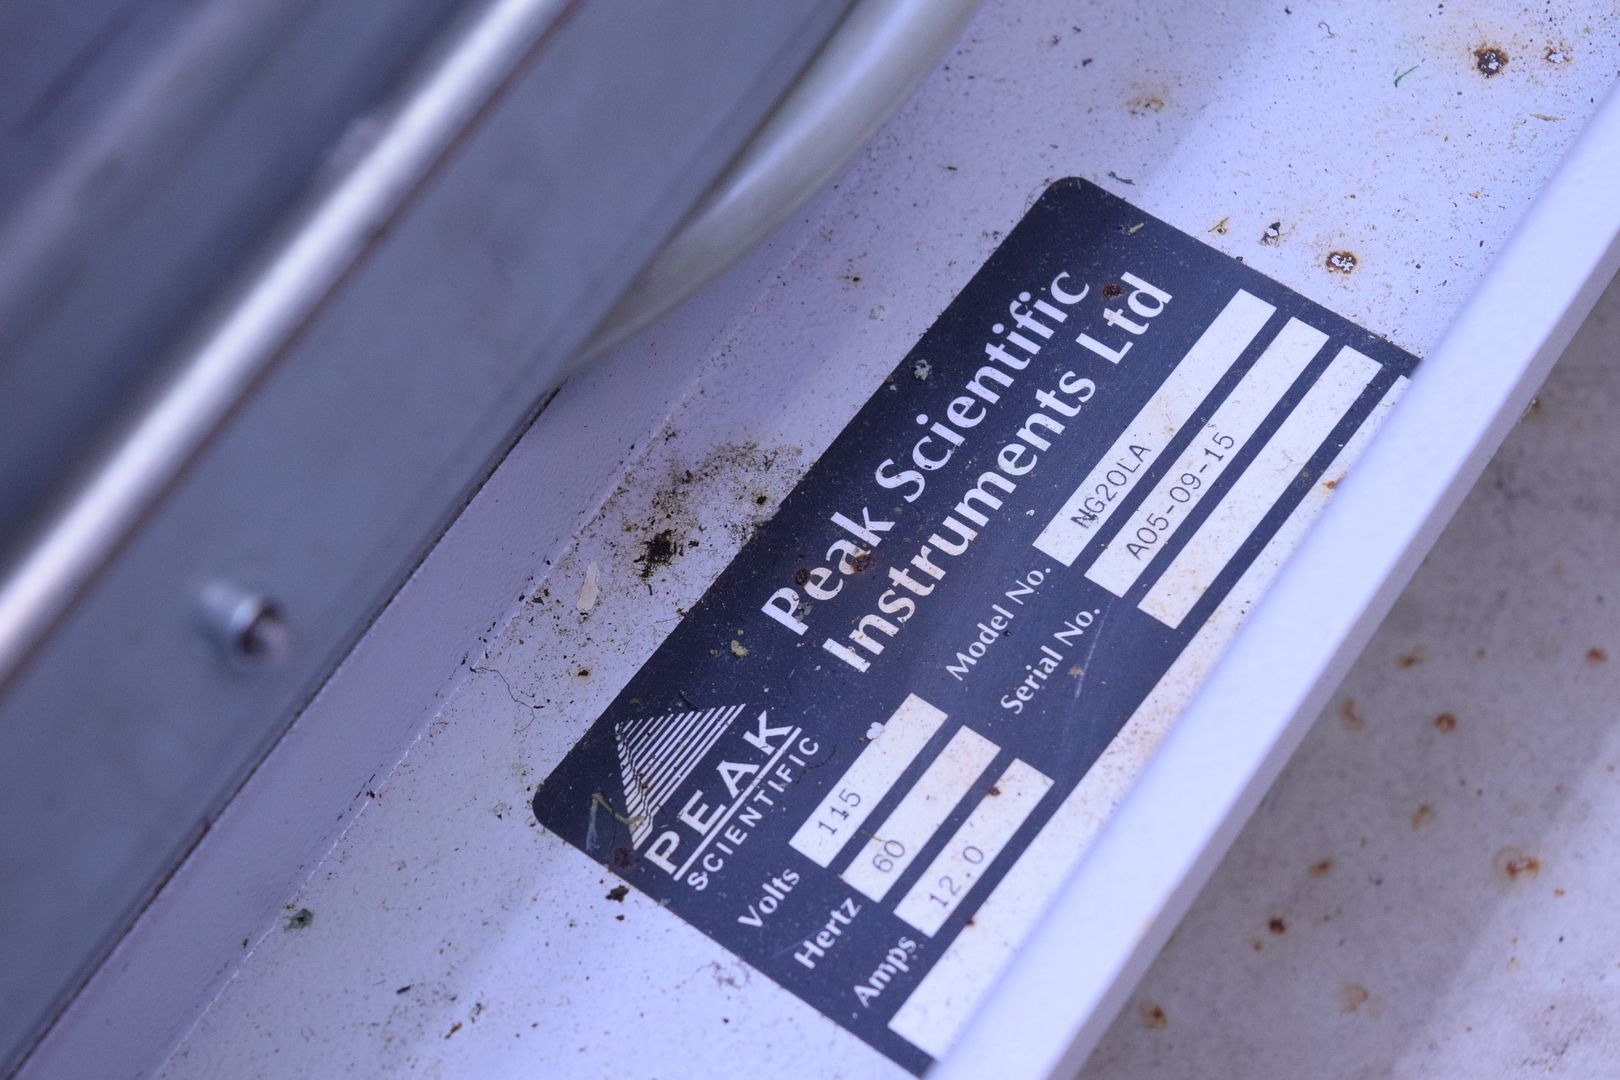 PEAK
SCIENTIFIC
Peak Scientific
Instruments Ltd
Volts 115
Model No. NG20LA
Hertz 60
Serial No. A05-09-15
Amps 12.0